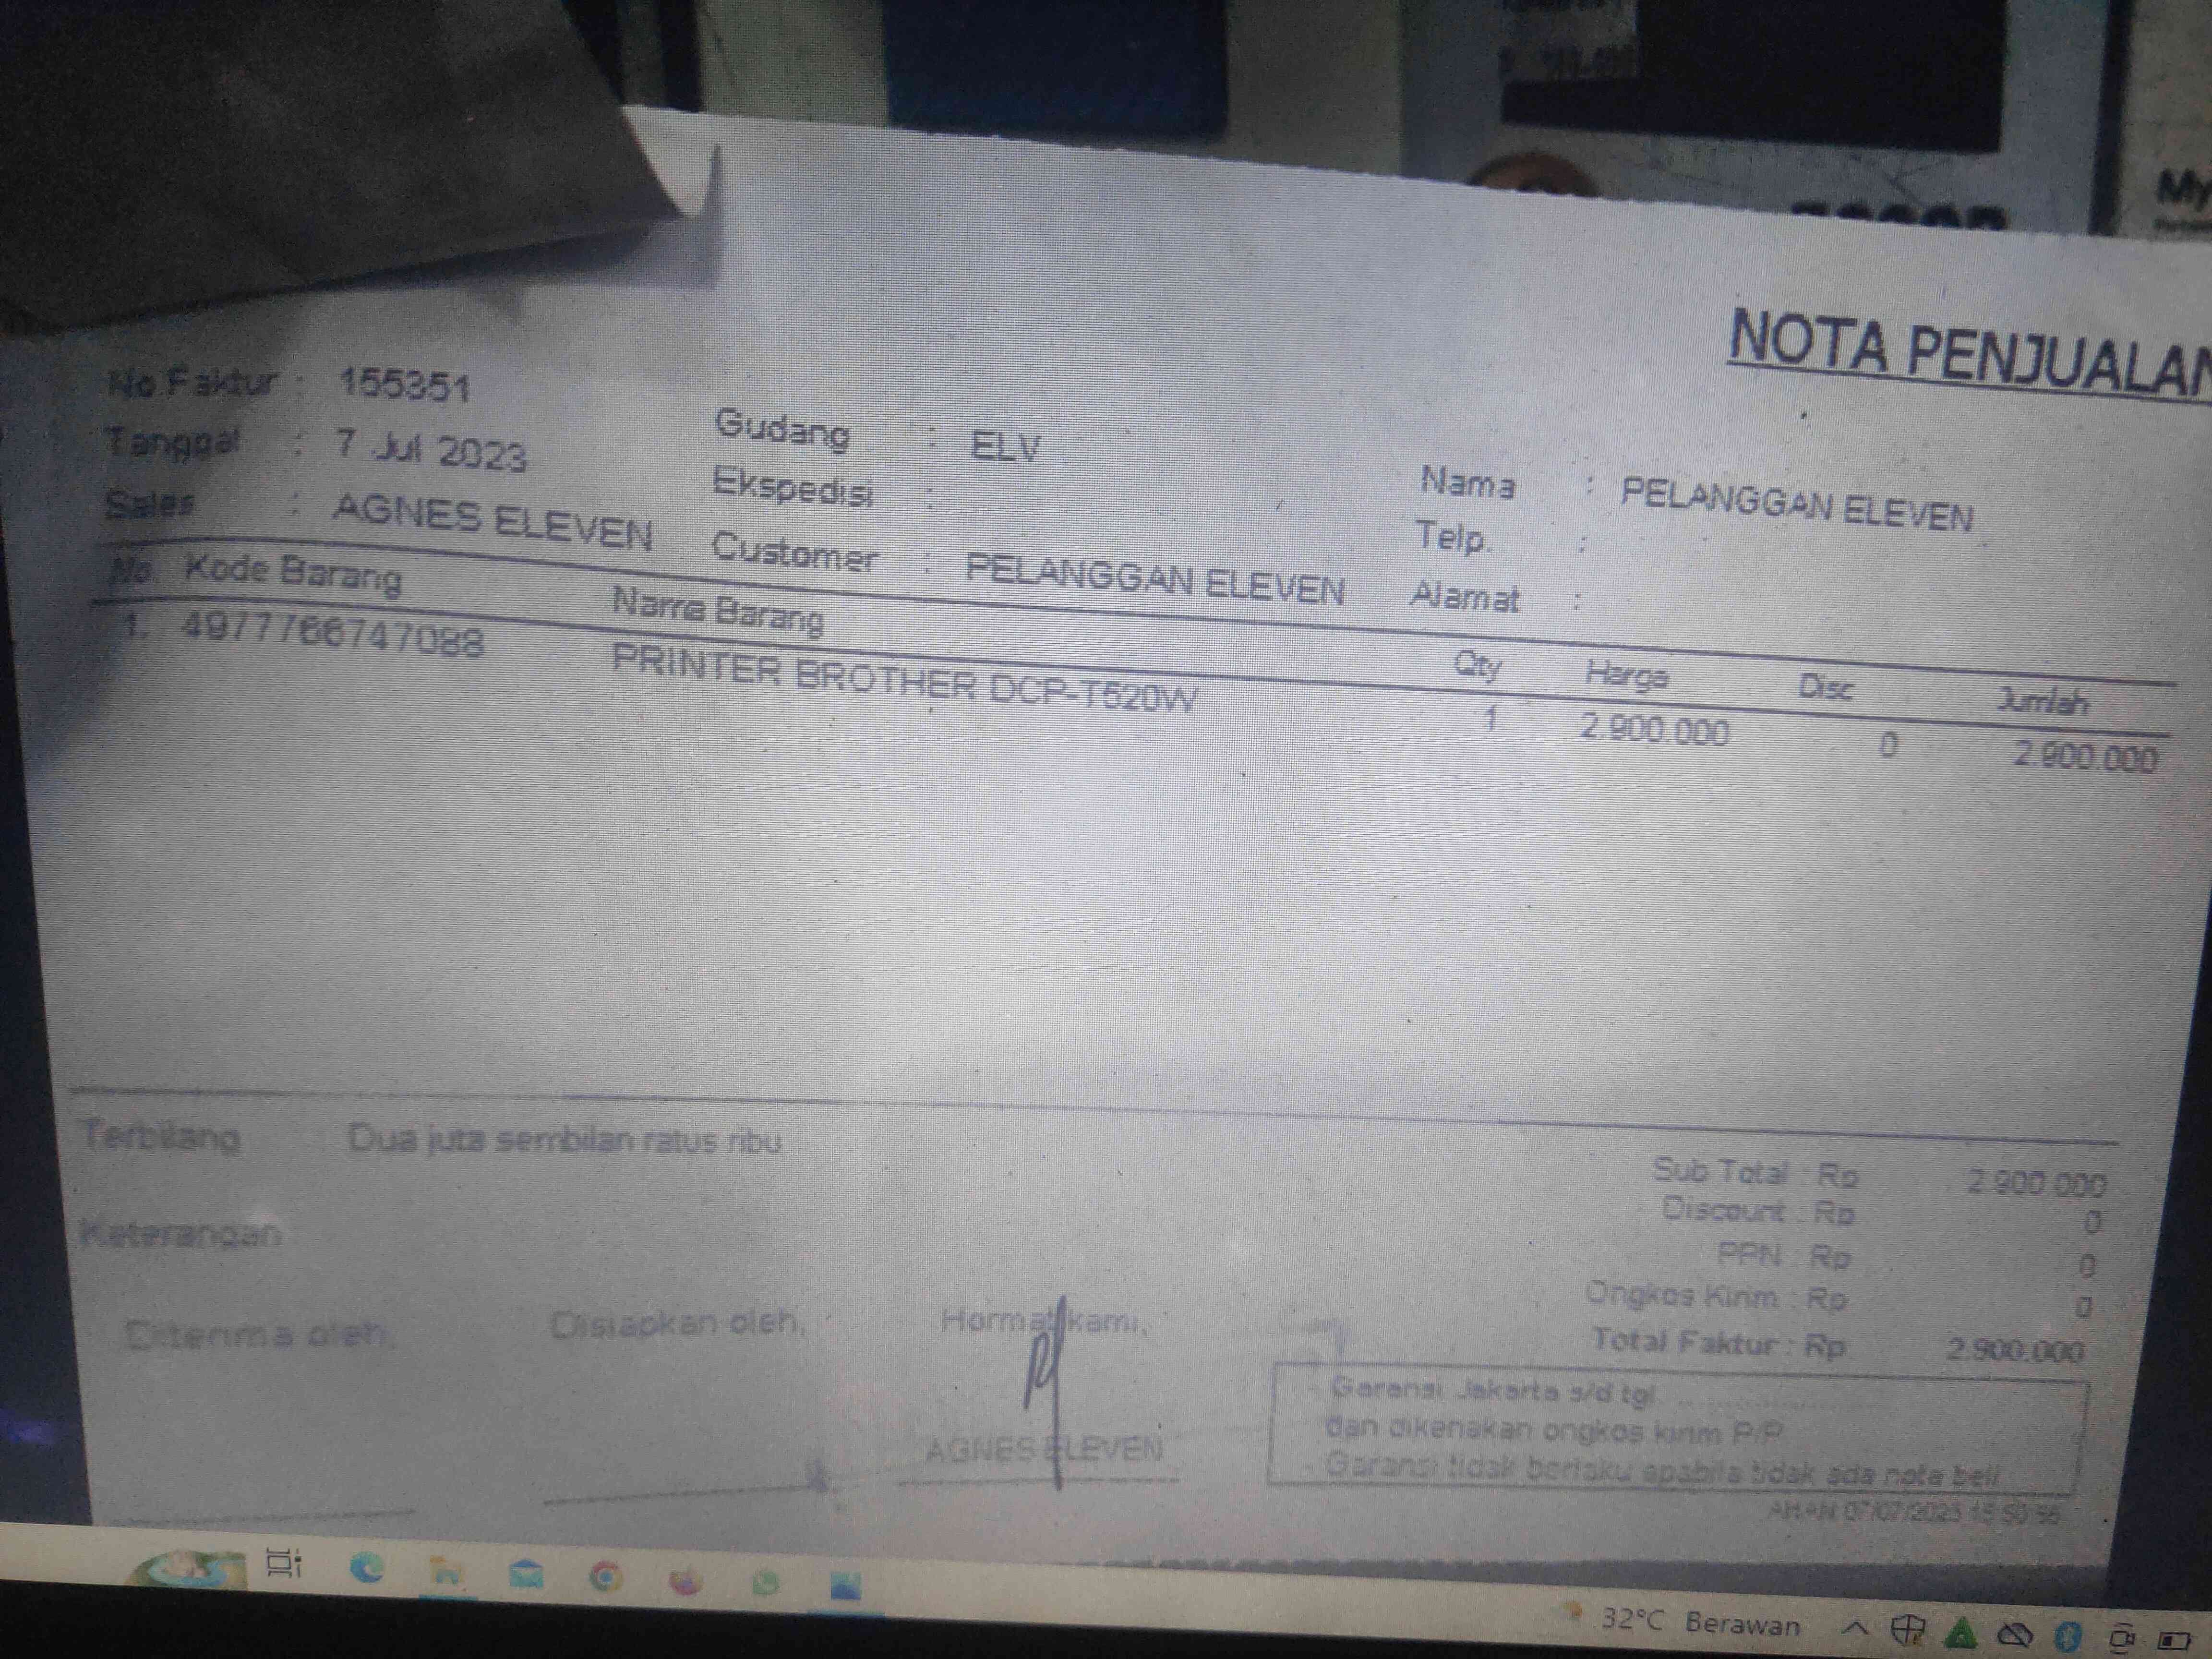 My
NOTA PENJUALAN
No.Faktur : 155351
Tanggal : 7 Jul 2023
Sales : AGNES ELEVEN
Gudang : ELV
Ekspedisi :
Customer : PELANGGAN ELEVEN
Nama : PELANGGAN ELEVEN
Telp. :
Alamat :
No Kode Barang Nama Barang Qty Harga Disc Jumlah
1. 4977766747088 PRINTER BROTHER DCP-T520W 1 2.900.000 0 2.900.000
Terbilang Dua juta sembilan ratus ribu
Keterangan
Sub Total : Rp 2.900.000
Discount : Rp 0
PPN : Rp 0
Ongkos Kirim : Rp 0
Total Faktur : Rp 2.900.000
Diterima oleh, Disiapkan oleh, Hormat kami,
AGNES ELEVEN
- Garansi Jakarta s/d tgl
dan dikenakan ongkos kirim P/P
- Garansi tidak berlaku apabila tidak ada nota beli
07/07/2023
32°C Berawan